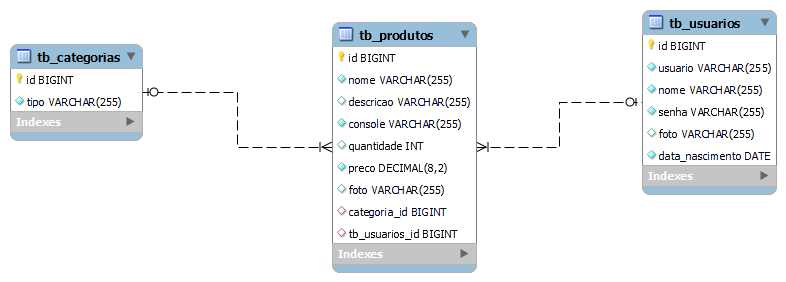 tb_categorias
id BIGINT
tipo VARCHAR(255)
Indexes
tb_produtos
id BIGINT
nome VARCHAR(255)
descricao VARCHAR(255)
console VARCHAR(255)
quantidade INT
preco DECIMAL(8,2)
foto VARCHAR(255)
categoria_id BIGINT
tb_usuarios_id BIGINT
Indexes
tb_usuarios
id BIGINT
usuario VARCHAR(255)
nome VARCHAR(255)
senha VARCHAR(255)
foto VARCHAR(255)
data_nascimento DATE
Indexes